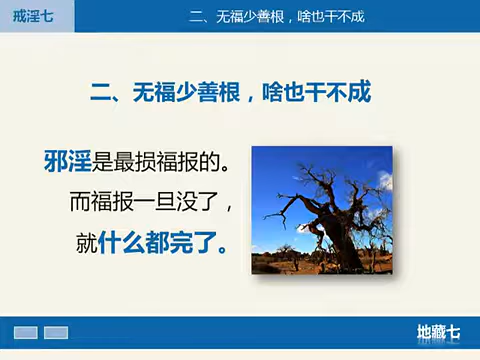 戒淫七
二、无福少善根，啥也干不成
二、无福少善根，啥也干不成
邪淫是最损福报的。
而福报一旦没了，
就什么都完了。
地藏七